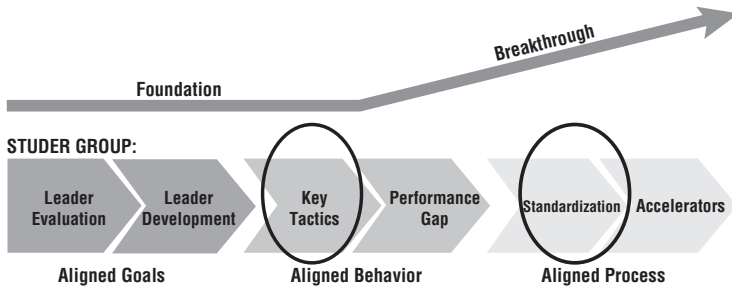 Breakthrough
Foundation
STUDER GROUP:
Leader
Evaluation
Leader
Development
Key
Tactics
Performance
Gap
Standardization
Accelerators
Aligned Goals
Aligned Behavior
Aligned Process